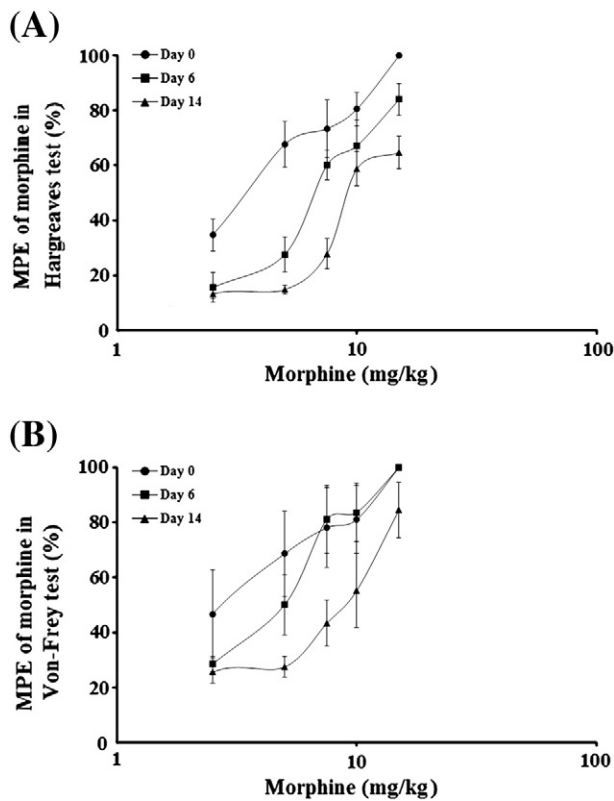 (A)
Day 0
Day 6
Day 14
MPE of morphine in
Hargreaves test (%)
100
80
60
40
20
0
1
10
100
Morphine (mg/kg)
(B)
Day 0
Day 6
Day 14
MPE of morphine in
Von-Frey test (%)
100
80
60
40
20
0
1
10
100
Morphine (mg/kg)